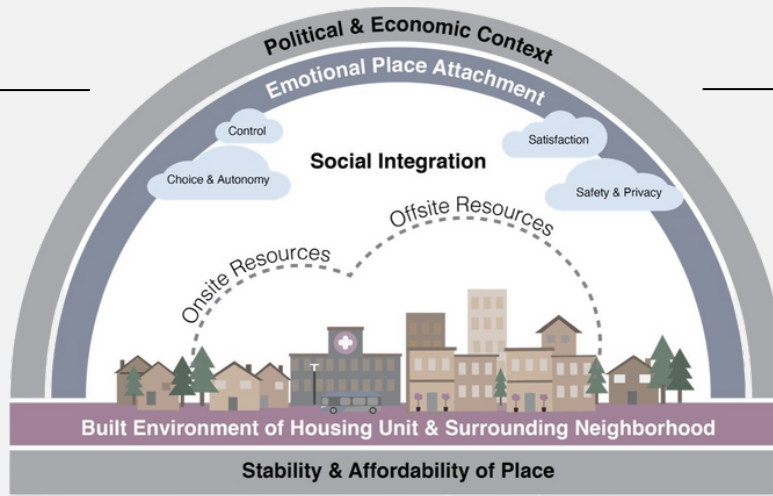 Political & Economic Context
Emotional Place Attachment
Control
Satisfaction
Social Integration
Choice & Autonomy
Safety & Privacy
Offsite Resources
Onsite Resources
Built Environment of Housing Unit & Surrounding Neighborhood
Stability & Affordability of Place